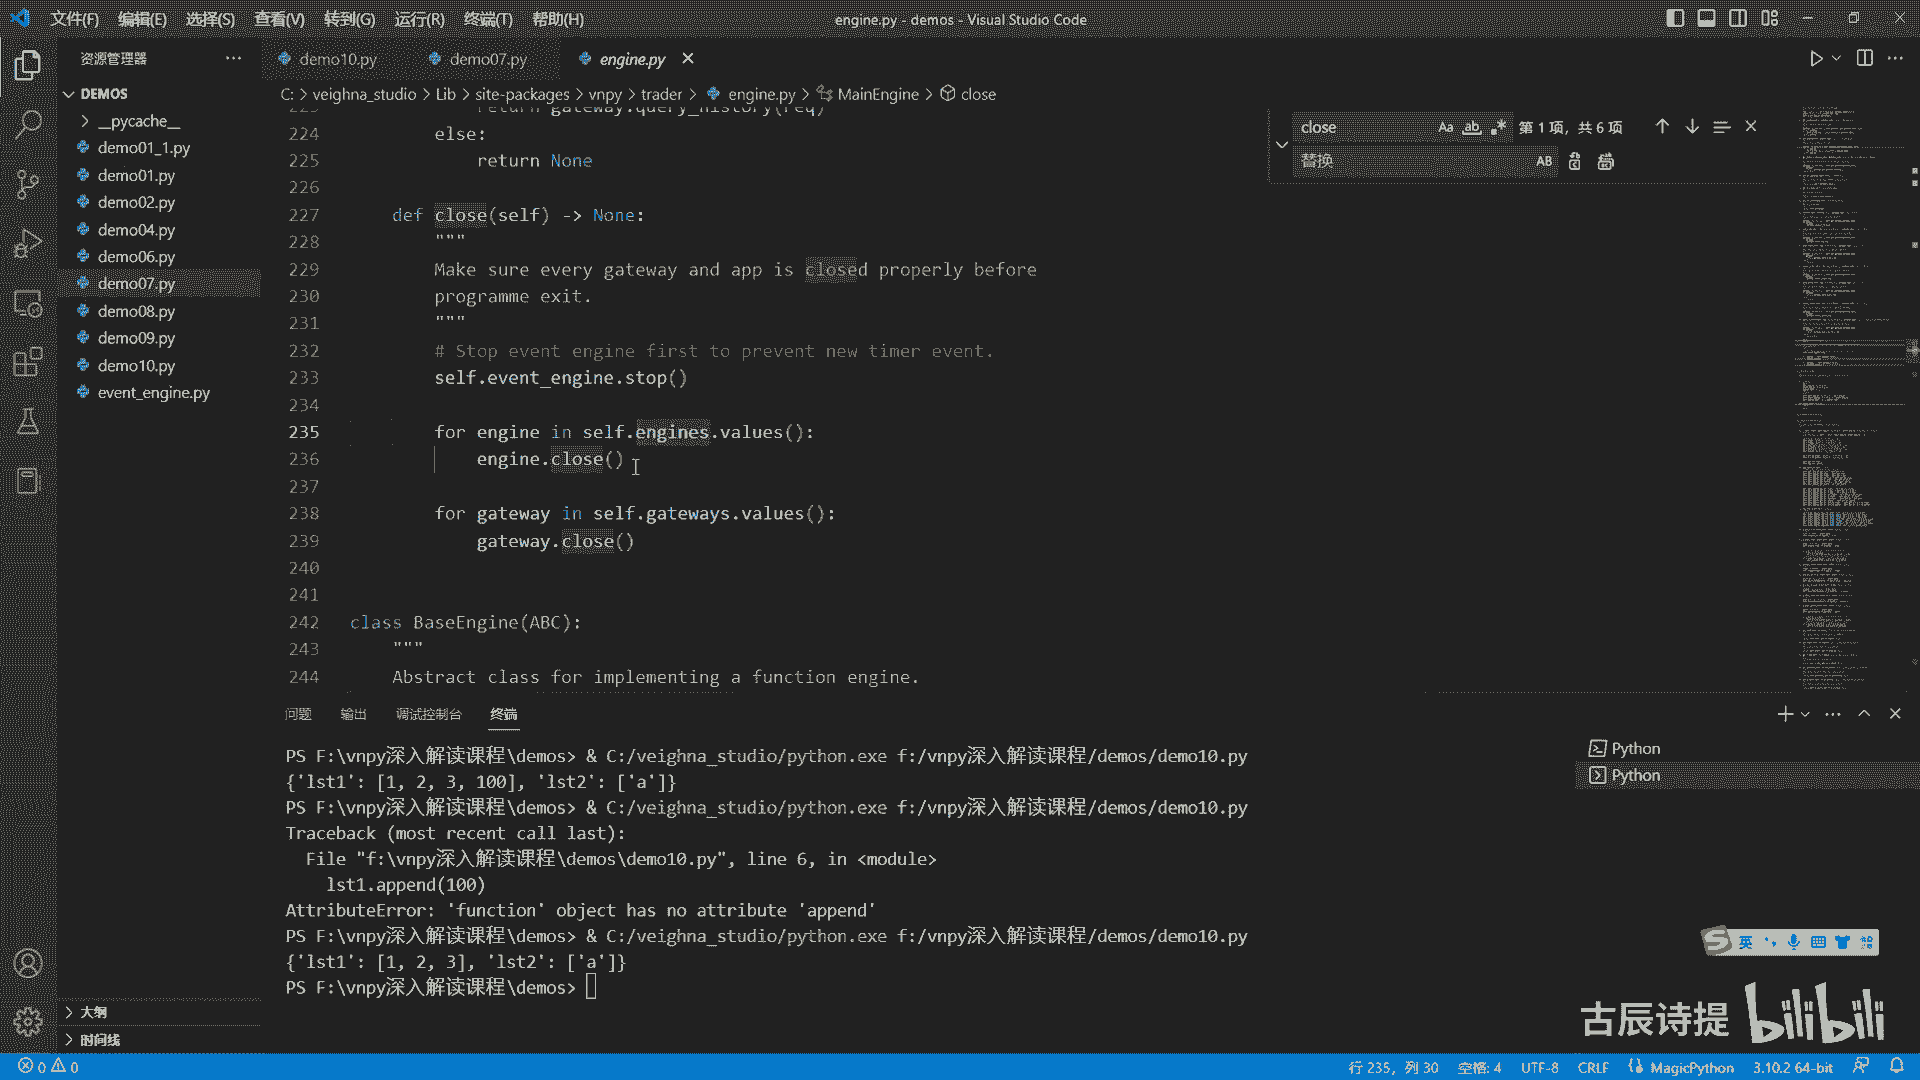 文件(F) 编辑(E) 选择(S) 查看(V) 转到(G) 运行(R) 终端(T) 帮助(H)
engine.py - demos - Visual Studio Code
资源管理器 ···
demo10.py demo07.py engine.py
DEMOS
__pycache__
demo01_1.py
demo01.py
demo02.py
demo04.py
demo06.py
demo07.py
demo08.py
demo09.py
demo10.py
event_engine.py
大纲
时间线
C: > veighna_studio > Lib > site-packages > vnpy > trader > engine.py > MainEngine > close
close Aa ab .* 第 1 项，共 6 项
替换 AB
223 return gateway.query_history(req)
224 else:
225 return None
226
227 def close(self) -> None:
228 """
229 Make sure every gateway and app is closed properly before
230 programme exit.
231 """
232 # Stop event engine first to prevent new timer event.
233 self.event_engine.stop()
234
235 for engine in self.engines.values():
236 engine.close()
237
238 for gateway in self.gateways.values():
239 gateway.close()
240
241
242 class BaseEngine(ABC):
243 """
244 Abstract class for implementing a function engine.
问题 输出 调试控制台 终端
PS F:\vnpy深入解读课程\demos> & C:/veighna_studio/python.exe f:/vnpy深入解读课程/demos/demo10.py
{'lst1': [1, 2, 3, 100], 'lst2': ['a']}
PS F:\vnpy深入解读课程\demos> & C:/veighna_studio/python.exe f:/vnpy深入解读课程/demos/demo10.py
Traceback (most recent call last):
File "f:\vnpy深入解读课程\demos\demo10.py", line 6, in <module>
lst1.append(100)
AttributeError: 'function' object has no attribute 'append'
PS F:\vnpy深入解读课程\demos> & C:/veighna_studio/python.exe f:/vnpy深入解读课程/demos/demo10.py
{'lst1': [1, 2, 3], 'lst2': ['a']}
PS F:\vnpy深入解读课程\demos>
Python
Python
英
古辰诗提 bilibili
0 0
行 235，列 30 空格: 4 UTF-8 CRLF MagicPython 3.10.2 64-bit